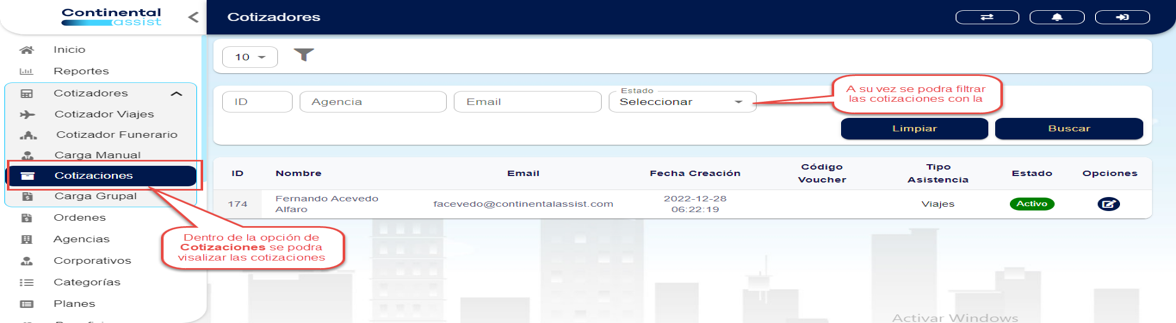 Continental
assist
Cotizadores
Inicio
Reportes
Cotizadores
Cotizador Viajes
Cotizador Funerario
Carga Manual
Cotizaciones
Carga Grupal
Ordenes
Agencias
Corporativos
Categorías
Planes
10
ID
Agencia
Email
Estado
Seleccionar
A su vez se podra filtrar
las cotizaciones con la
Limpiar
Buscar
ID
Nombre
Email
Fecha Creación
Código
Voucher
Tipo
Asistencia
Estado
Opciones
174
Fernando Acevedo
Alfaro
facevedo@continentalassist.com
2022-12-28
06:22:19
Viajes
Activo
Dentro de la opción de
Cotizaciones se podra
visalizar las cotizaciones
Activar Windows